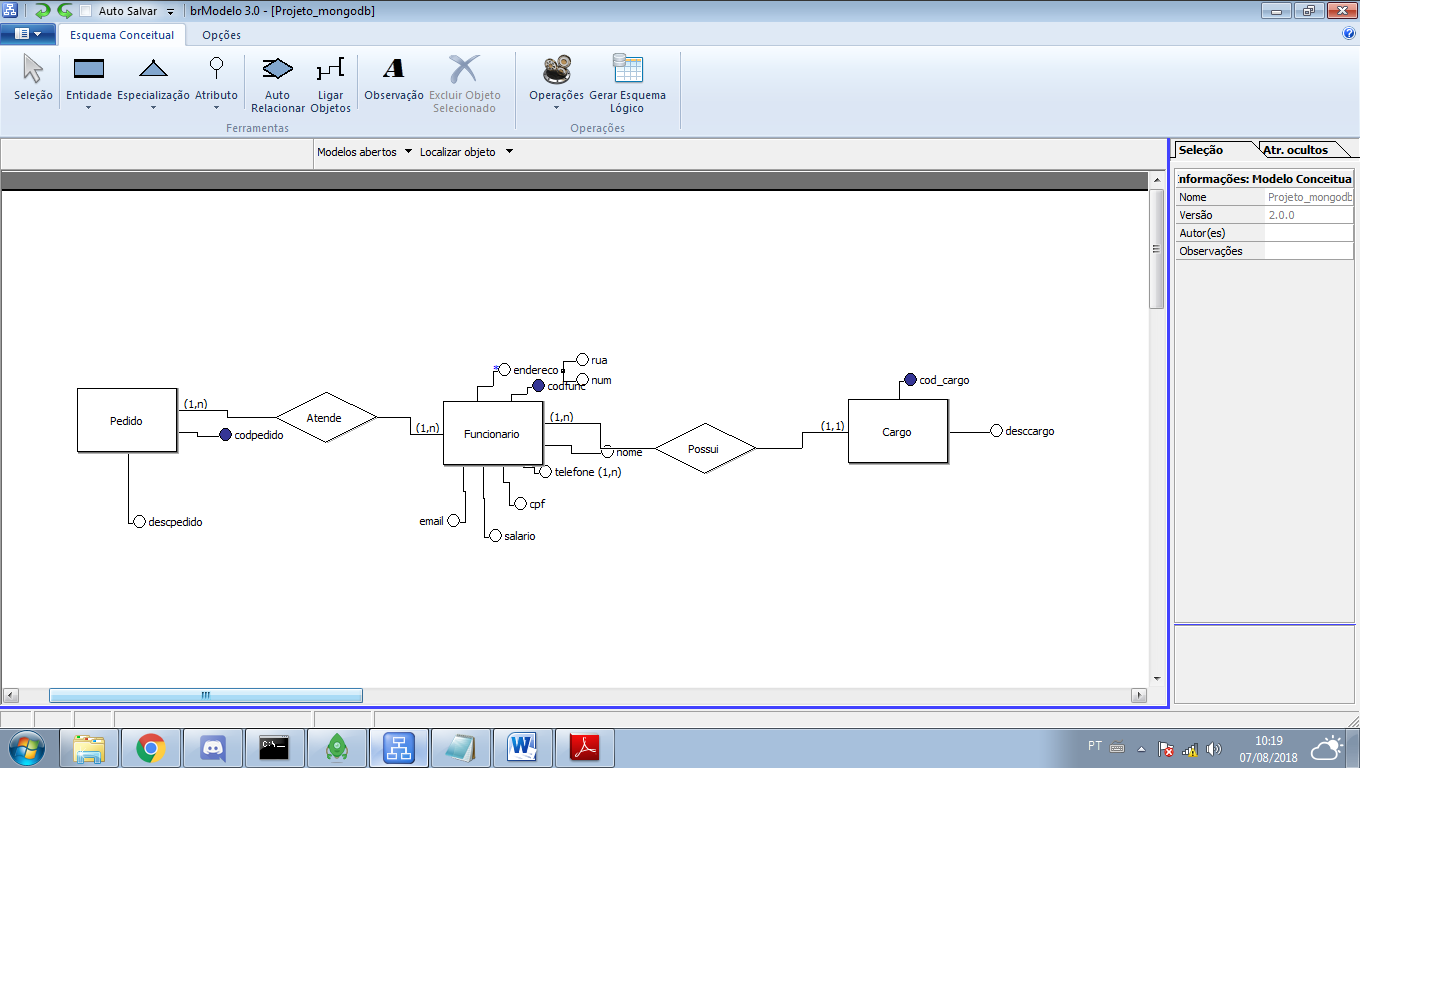 Auto Salvar
brModelo 3.0 - [Projeto_mongodb]
Esquema Conceitual
Opções
Seleção
Entidade
Especialização
Atributo
Auto
Relacionar
Ligar
Objetos
Observação
Excluir Objeto
Selecionado
Operações
Gerar Esquema
Lógico
Ferramentas
Operações
Modelos abertos
Localizar objeto
Seleção
Atr. ocultos
Informações: Modelo Conceitua
Nome
Projeto_mongodb
Versão
2.0.0
Autor(es)
Observações
endereco
rua
num
codfunc
cod_cargo
Pedido
(1,n)
codpedido
Atende
(1,n)
Funcionario
(1,n)
nome
Possui
(1,1)
Cargo
desccargo
telefone (1,n)
cpf
email
salario
descpedido
C:\_
W
PT
10:19
07/08/2018